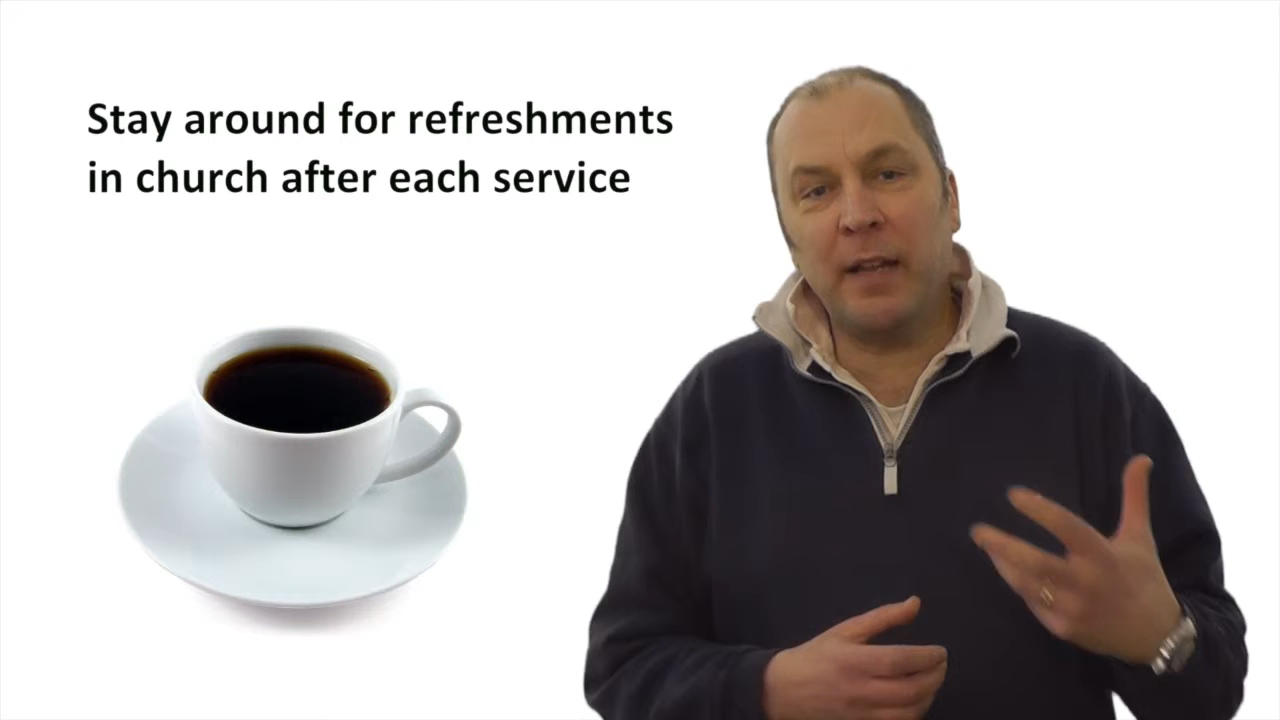 Stay around for refreshments
in church after each service